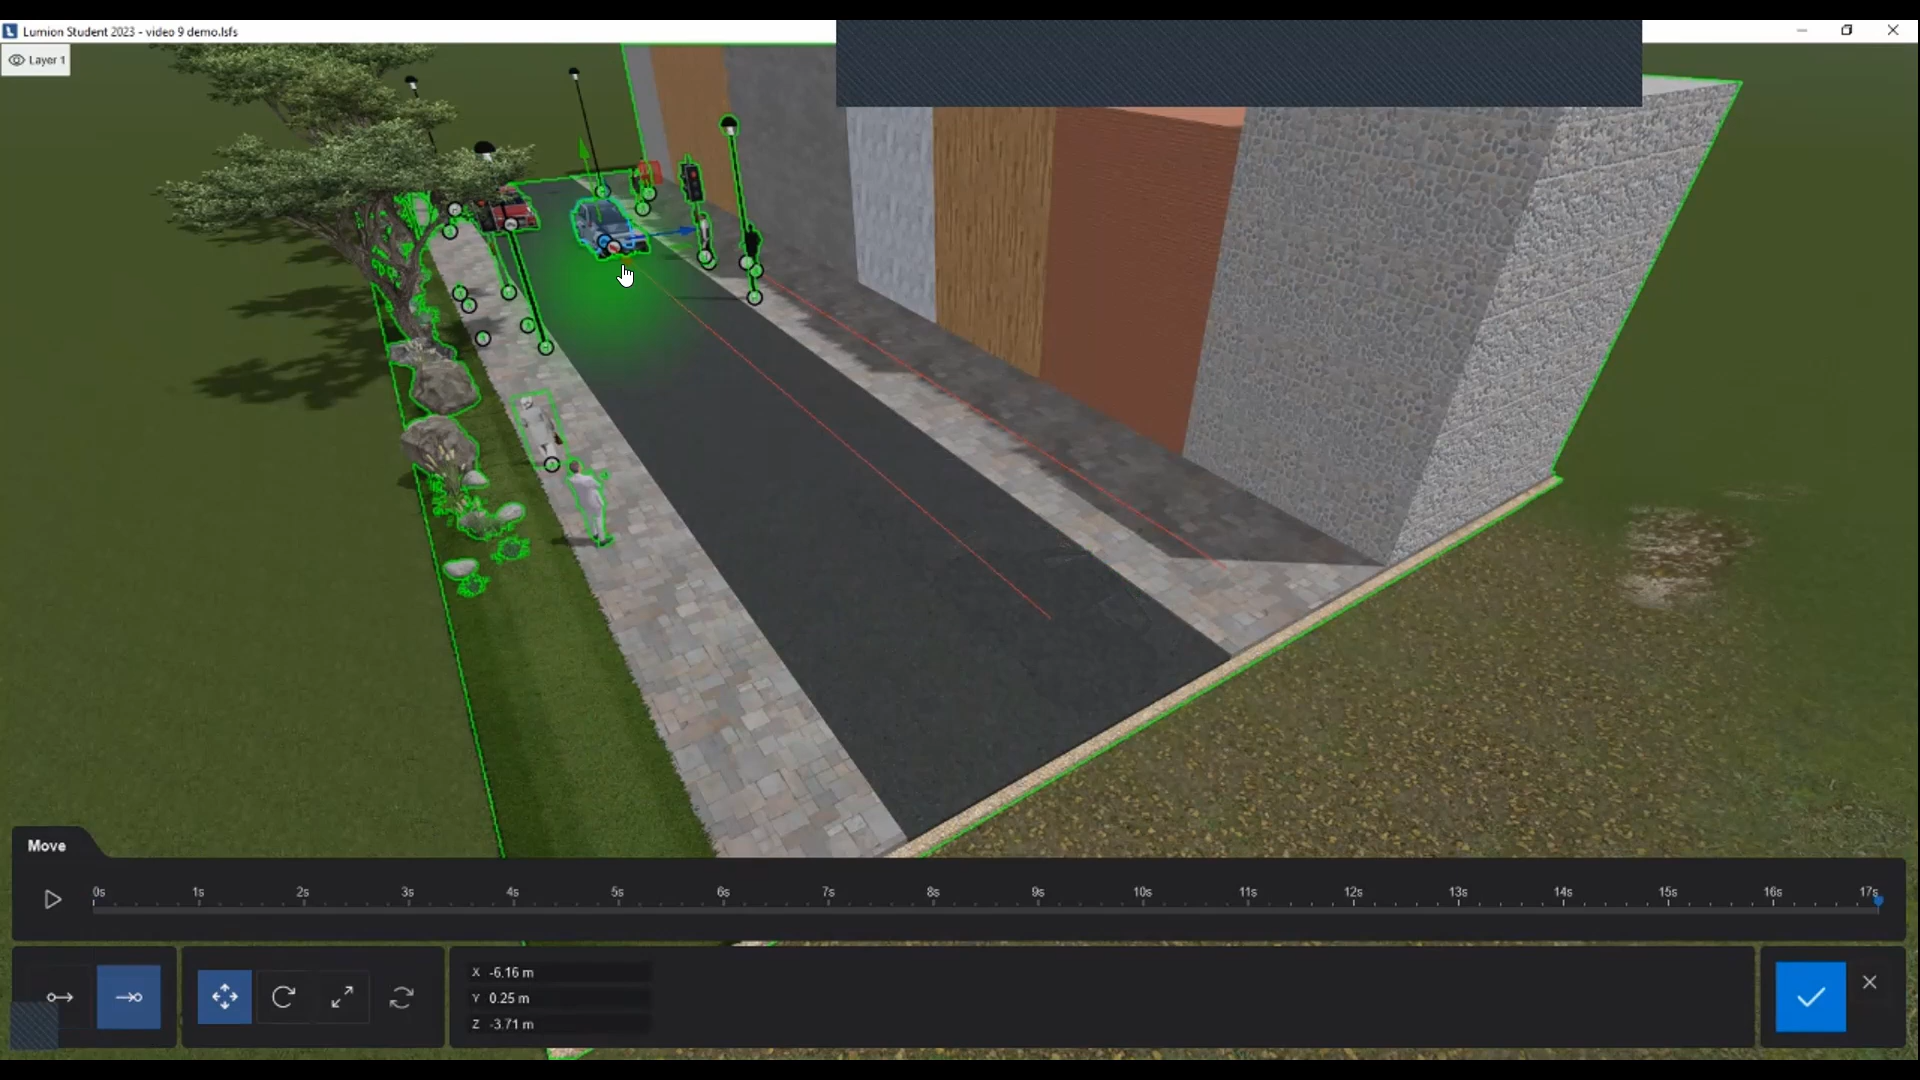 Lumion Student 2023 - video 9 demo.lsfs
Layer 1
Move
0s 1s 2s 3s 4s 5s 6s 7s 8s 9s 10s 11s 12s 13s 14s 15s 16s 17s
X -6.16 m
Y 0.25 m
Z -3.71 m